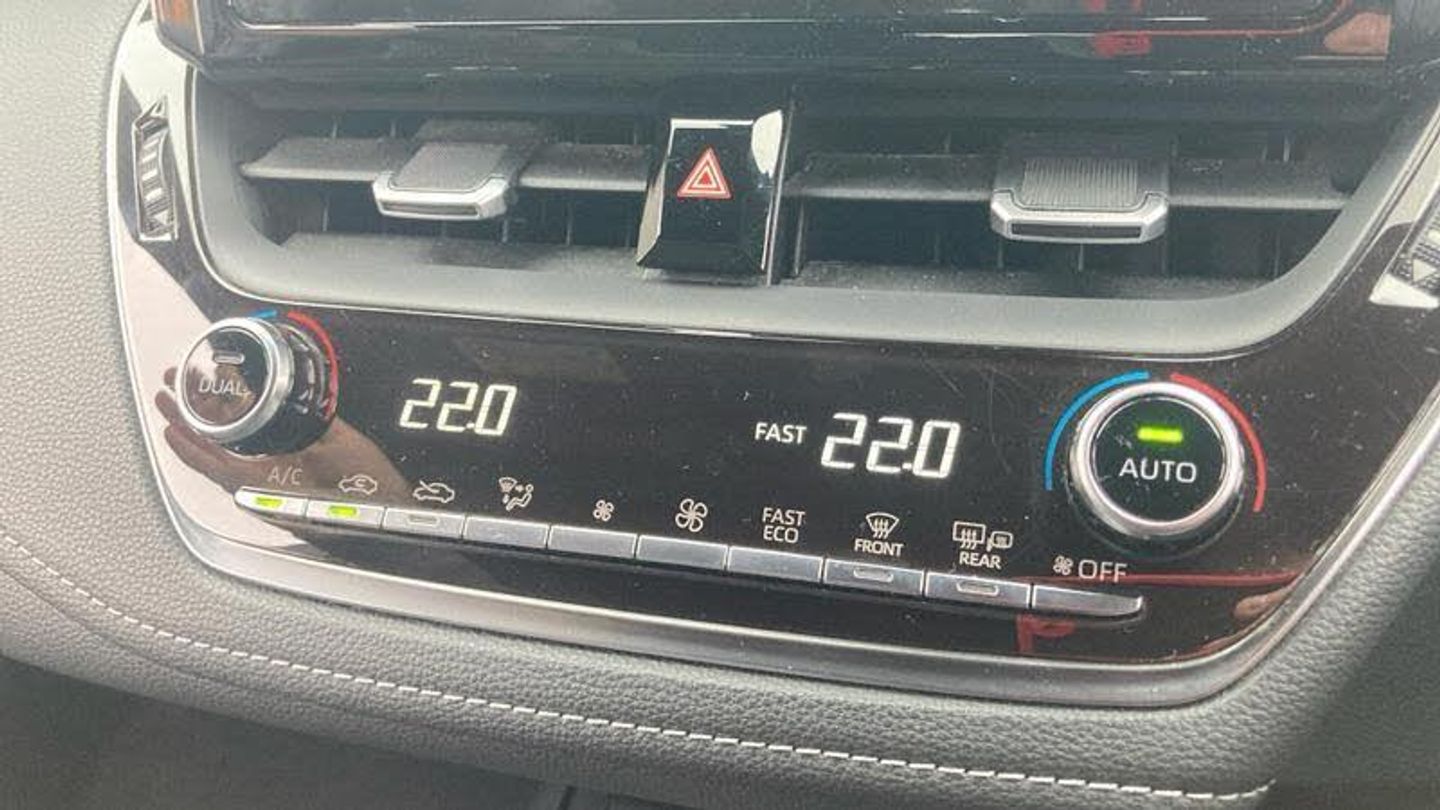 DUAL
22.0
FAST 22.0
AUTO
A/C
FAST
ECO
FRONT
REAR
OFF